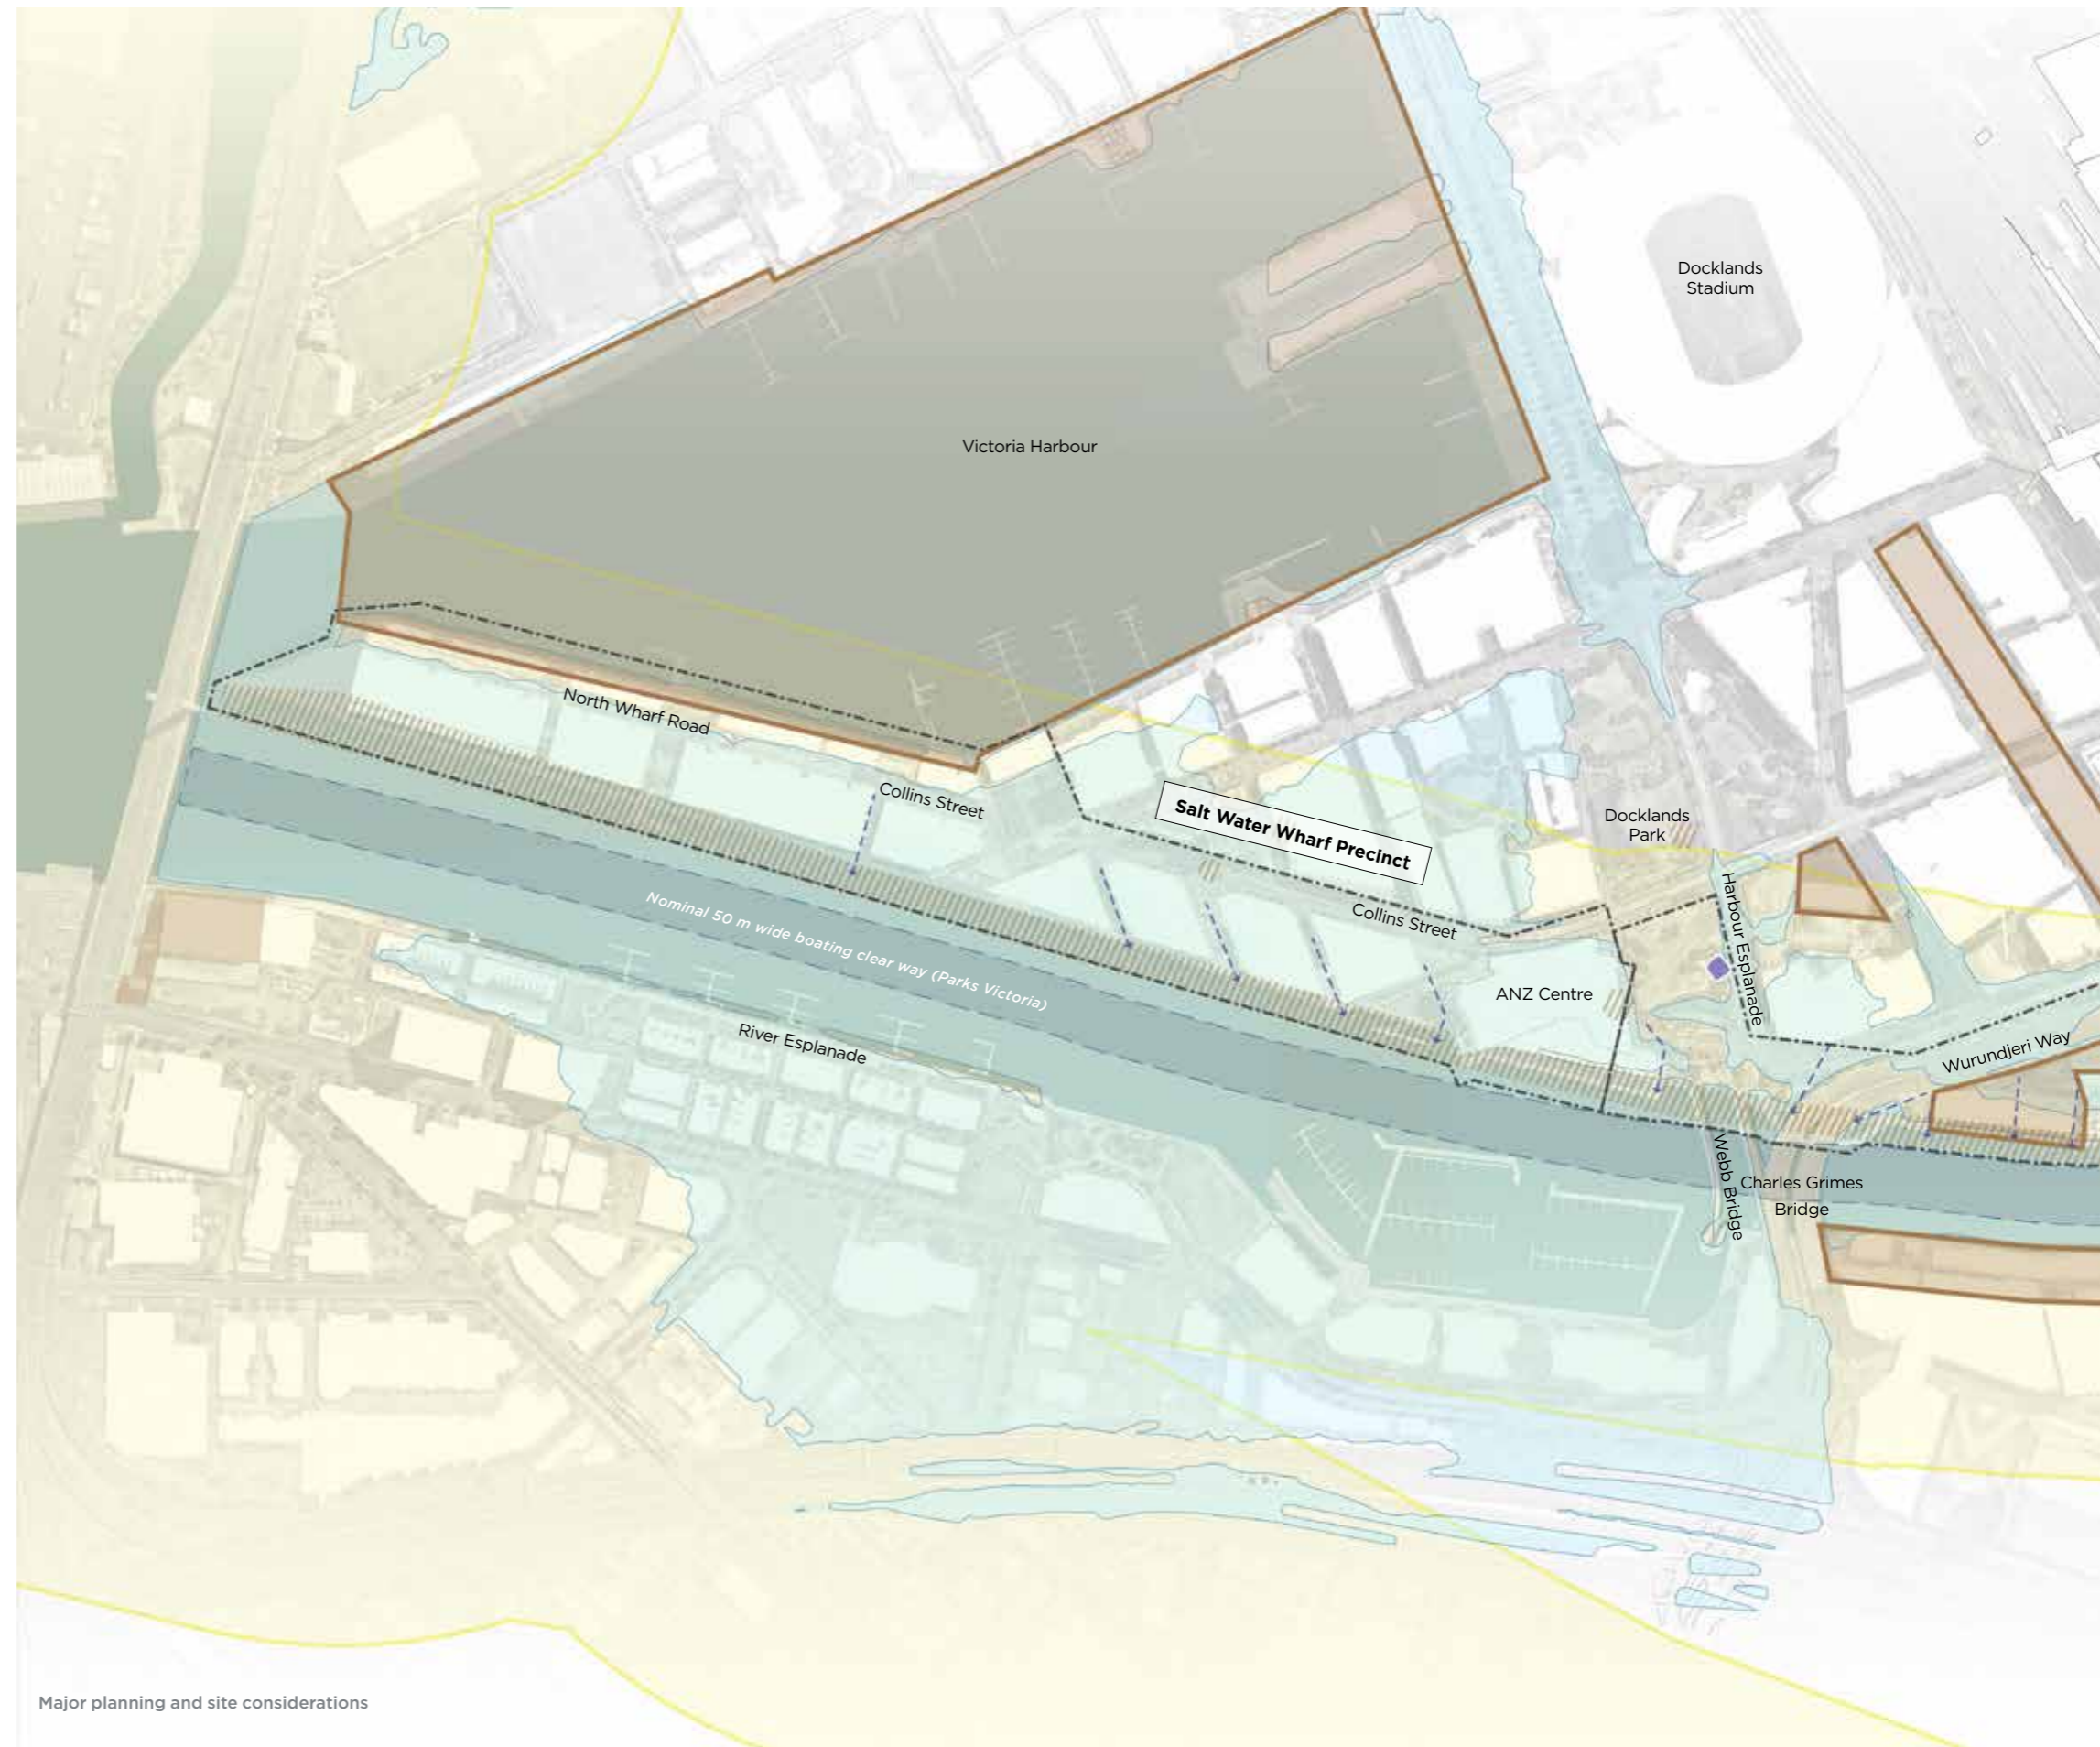 Docklands
Stadium
Victoria Harbour
North Wharf Road
Collins Street
Salt Water Wharf Precinct
Docklands
Park
Harbour Esplanade
Collins Street
Nominal 50 m wide boating clear way (Parks Victoria)
ANZ Centre
River Esplanade
Wurundjeri Way
Webb Bridge
Charles Grimes
Bridge
Major planning and site considerations